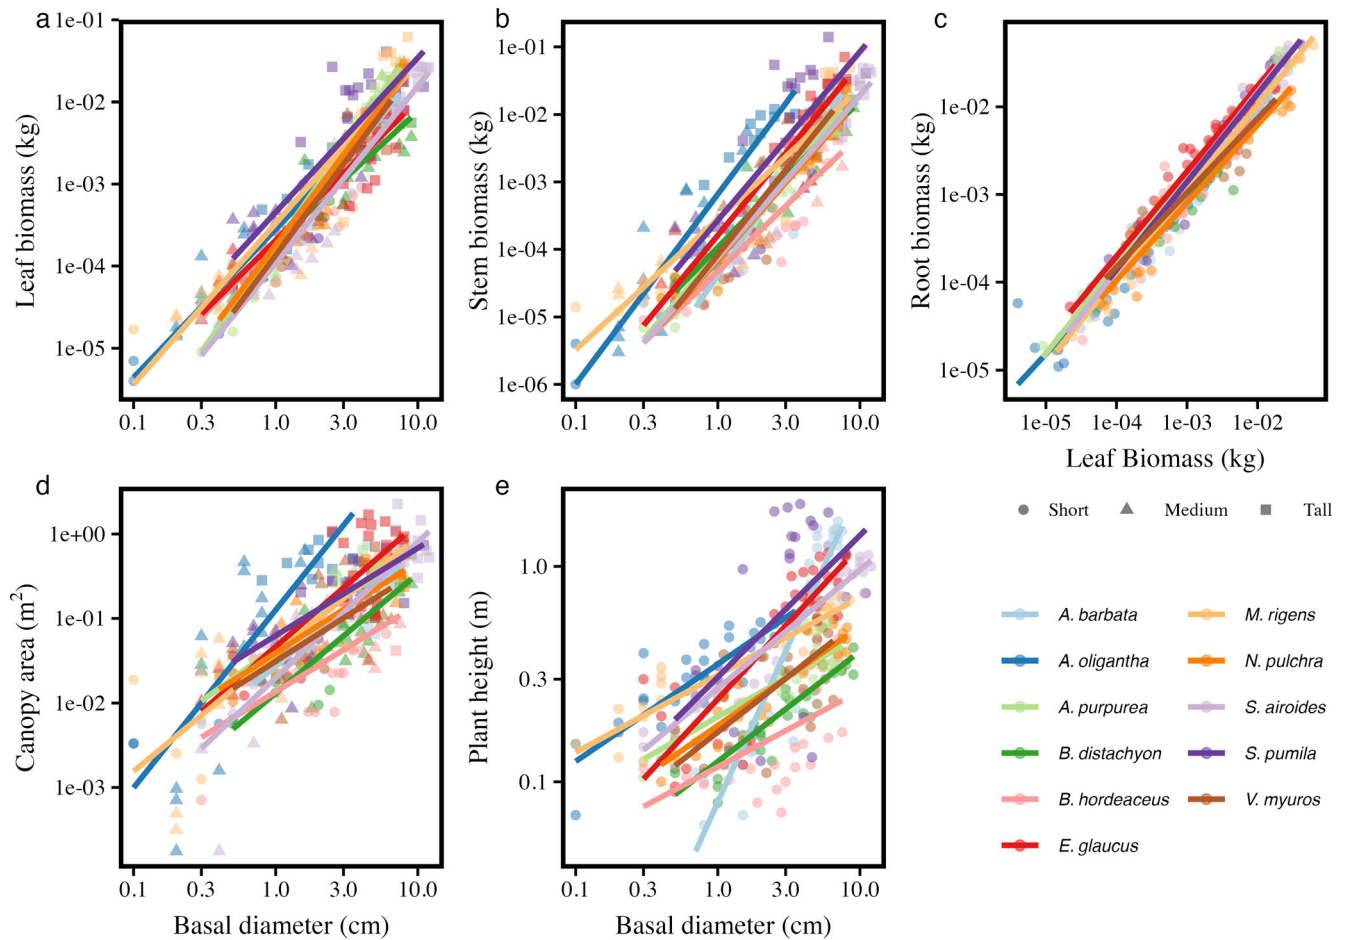 a
1e-01
1e-02
1e-03
1e-04
1e-05
Leaf biomass (kg)
0.1 0.3 1.0 3.0 10.0
b
1e-01
1e-02
1e-03
1e-04
1e-05
1e-06
Stem biomass (kg)
0.1 0.3 1.0 3.0 10.0
c
1e-02
1e-03
1e-04
1e-05
Root biomass (kg)
1e-05 1e-04 1e-03 1e-02
Leaf Biomass (kg)
d
1e+00
1e-01
1e-02
1e-03
Canopy area (m²)
0.1 0.3 1.0 3.0 10.0
Basal diameter (cm)
e
1.0
0.3
0.1
Plant height (m)
0.1 0.3 1.0 3.0 10.0
Basal diameter (cm)
Short Medium Tall
A. barbata
A. oligantha
A. purpurea
B. distachyon
B. hordeaceus
E. glaucus
M. rigens
N. pulchra
S. airoides
S. pumila
V. myuros